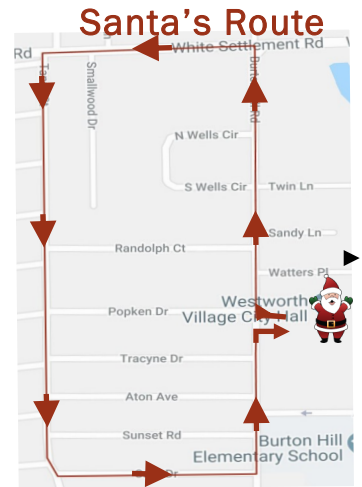 Santa's Route
Rd
White Settlement Rd
Smallwood Dr
N Wells Cir
S Wells Cir
Twin Ln
Sandy Ln
Randolph Ct
Watters Pl
Westworth
Village City Hall
Popken Dr
Tracyne Dr
Aton Ave
Sunset Rd
Burton Hill
Elementary School
Dr